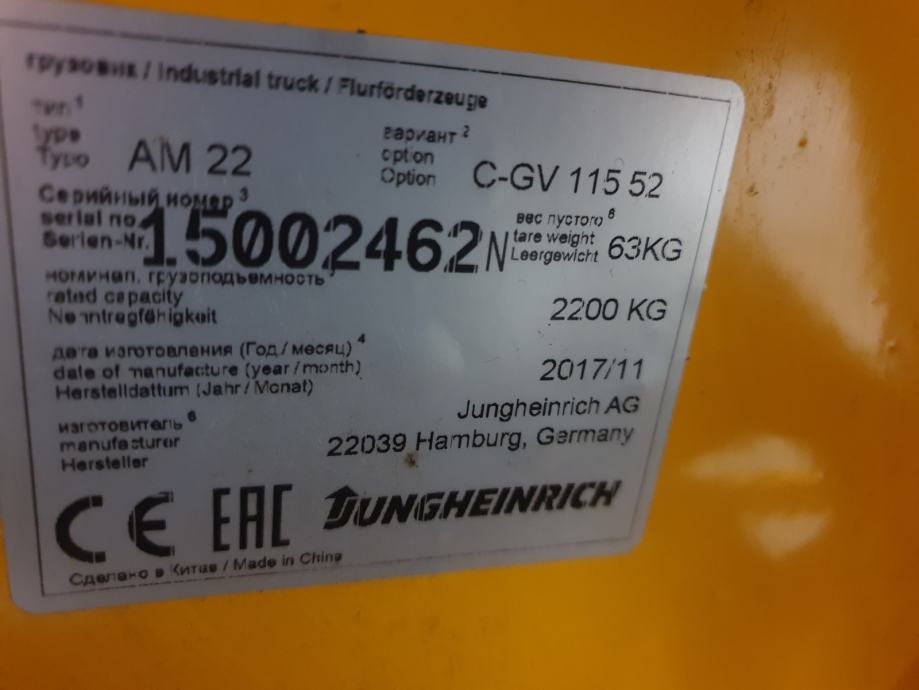 грузовик / Industrial truck / Flurförderzeuge
тип 1
type
Typo AM 22
вариант 2
option
Option C-GV 115 52
Серийный номер 3
serial no.
Serien-Nr. 15002462N
вес пустого 6
tare weight
Leergewicht 63KG
номинал. грузоподъемность
rated capacity
Nenntragfähigkeit 2200 KG
дата изготовления (Год / месяц) 4
date of manufacture (year / month)
Herstelldattum (Jahr / Monat) 2017/11
изготовитель 6
manufacturer
Hersteller
Jungheinrich AG
22039 Hamburg, Germany
CE EAC JUNGHEINRICH
Сделано в Китае / Made in China